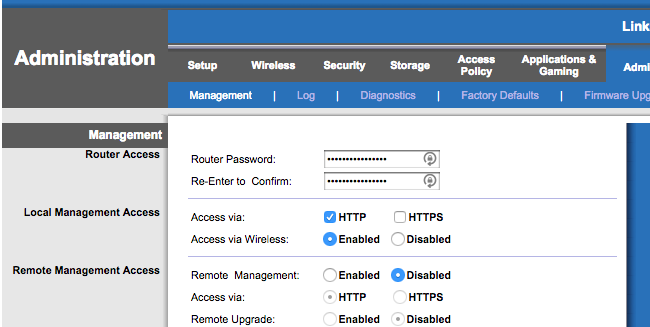 Link
Administration
Setup Wireless Security Storage Access Policy Applications & Gaming Admi
Management | Log | Diagnostics | Factory Defaults | Firmware Upg
Management
Router Access
Router Password: •••••••••••••••
Re-Enter to Confirm: •••••••••••••••
Local Management Access
Access via: HTTP HTTPS
Access via Wireless: Enabled Disabled
Remote Management Access
Remote Management: Enabled Disabled
Access via: HTTP HTTPS
Remote Upgrade: Enabled Disabled